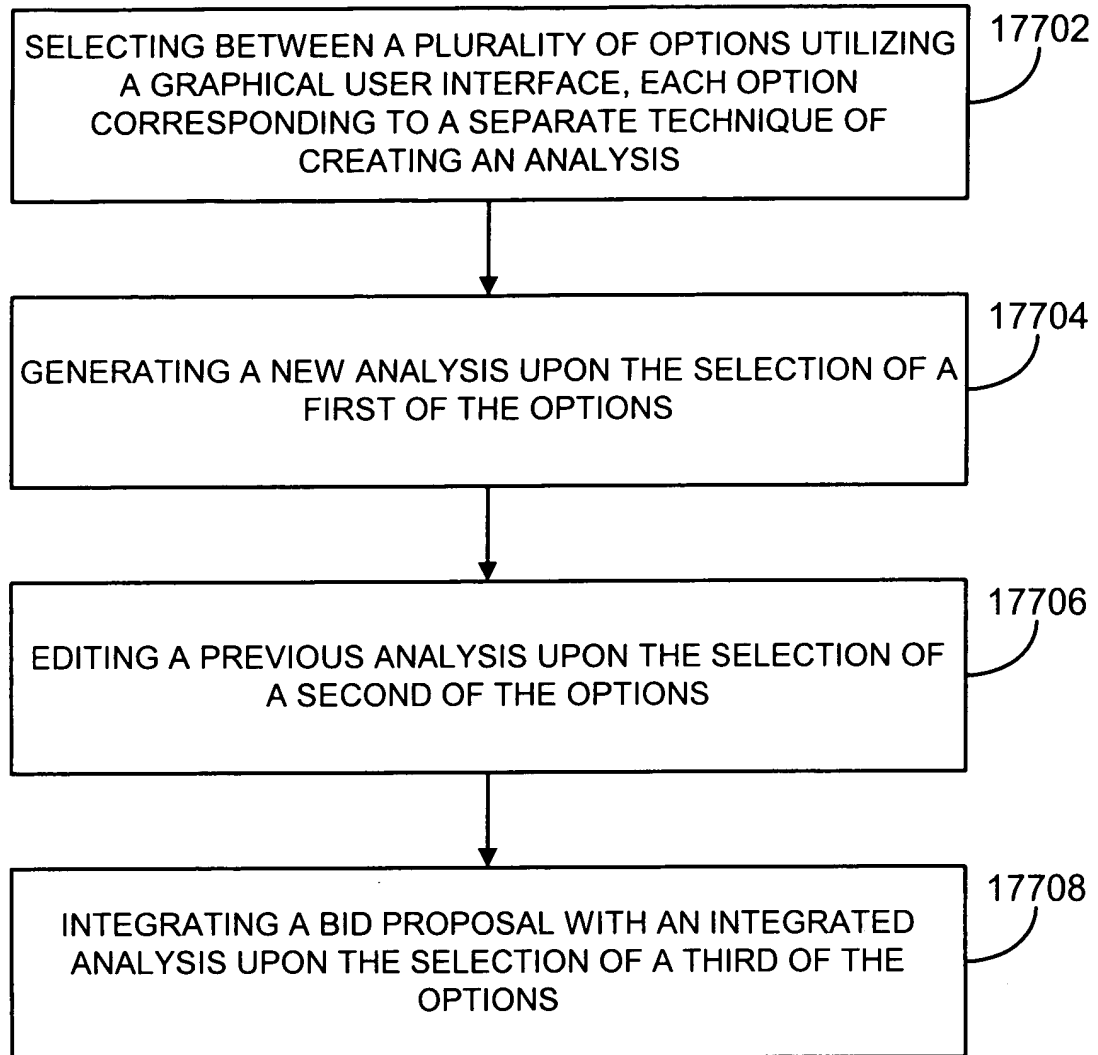 SELECTING BETWEEN A PLURALITY OF OPTIONS UTILIZING
A GRAPHICAL USER INTERFACE, EACH OPTION
CORRESPONDING TO A SEPARATE TECHNIQUE OF
CREATING AN ANALYSIS
17702
GENERATING A NEW ANALYSIS UPON THE SELECTION OF A
FIRST OF THE OPTIONS
17704
EDITING A PREVIOUS ANALYSIS UPON THE SELECTION OF
A SECOND OF THE OPTIONS
17706
INTEGRATING A BID PROPOSAL WITH AN INTEGRATED
ANALYSIS UPON THE SELECTION OF A THIRD OF THE
OPTIONS
17708